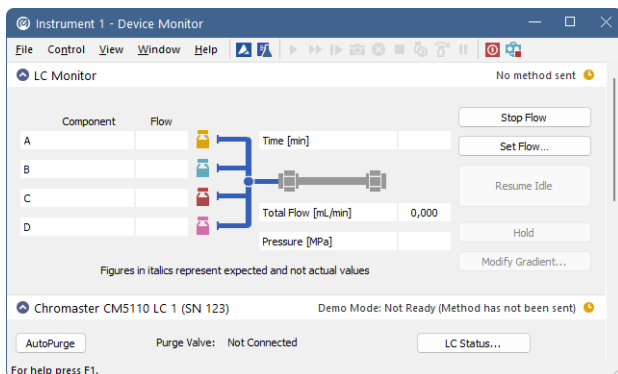 Instrument 1 - Device Monitor
File Control View Window Help
LC Monitor No method sent
Component Flow Stop Flow
A Time [min] Set Flow...
B
Resume Idle
C
Total Flow [mL/min] 0,000
D Hold
Pressure [MPa]
Modify Gradient...
Figures in italics represent expected and not actual values
Chromaster CM5110 LC 1 (SN 123) Demo Mode: Not Ready (Method has not been sent)
AutoPurge Purge Valve: Not Connected LC Status...
For help press F1.